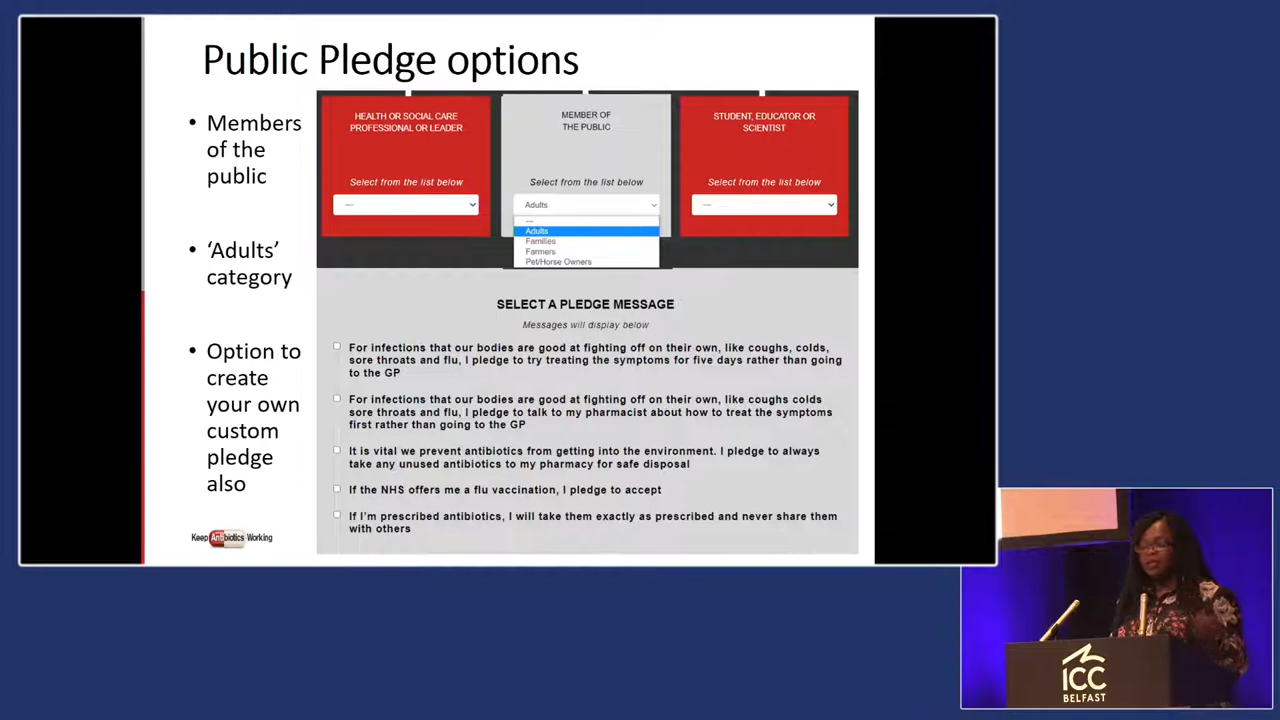 Public Pledge options
• Members
of the
public
• ‘Adults’
category
• Option to
create
your own
custom
pledge
also
Keep Antibiotics Working
HEALTH OR SOCIAL CARE
PROFESSIONAL OR LEADER
Select from the list below
---
MEMBER OF
THE PUBLIC
Select from the list below
Adults
---
Adults
Families
Farmers
Pet/Horse Owners
STUDENT, EDUCATOR OR
SCIENTIST
Select from the list below
---
SELECT A PLEDGE MESSAGE
Messages will display below
For infections that our bodies are good at fighting off on their own, like coughs, colds,
sore throats and flu, I pledge to try treating the symptoms for five days rather than going
to the GP
For infections that our bodies are good at fighting off on their own, like coughs colds
sore throats and flu, I pledge to talk to my pharmacist about how to treat the symptoms
first rather than going to the GP
It is vital we prevent antibiotics from getting into the environment. I pledge to always
take any unused antibiotics to my pharmacy for safe disposal
If the NHS offers me a flu vaccination, I pledge to accept
If I’m prescribed antibiotics, I will take them exactly as prescribed and never share them
with others
ICC
BELFAST